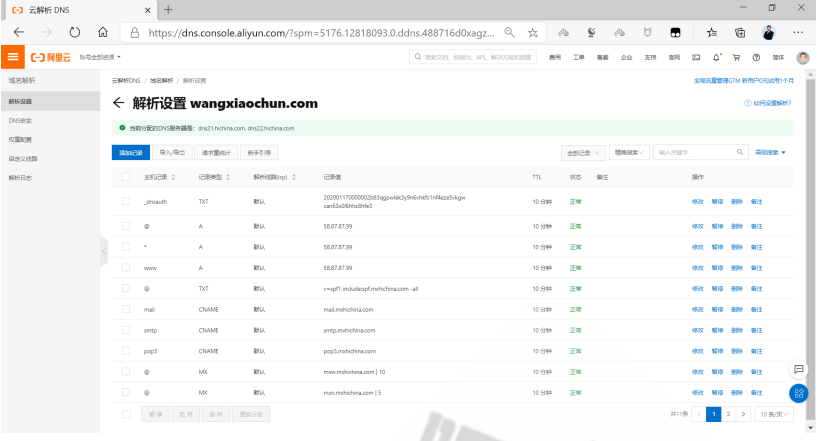 云解析 DNS
https://dns.console.aliyun.com/?spm=5176.12818093.0.ddns.488716d0xagz...
阿里云 账号全部资源 搜索文档、控制台、API、解决方案和资源 费用 工单 备案 企业 支持 官网 简体
域名解析
解析设置
DNS安全
权重配置
自定义线路
解析日志
云解析DNS / 域名解析 / 解析设置 全局流量管理GTM 新用户0元试用1个月
← 解析设置 wangxiaochun.com 如何设置解析?
当前分配的DNS服务器是: dns21.hichina.com, dns22.hichina.com
添加记录 导入/导出 请求量统计 新手引导 全部记录 精确搜索 输入关键字 高级搜索
主机记录 记录类型 解析线路(isp) 记录值 TTL 状态 备注 操作
_dnsauth TXT 默认 10 分钟 正常 修改 暂停 删除 备注
@ A 默认 58.87.87.99 10 分钟 正常 修改 暂停 删除 备注
* A 默认 58.87.87.99 10 分钟 正常 修改 暂停 删除 备注
www A 默认 58.87.87.99 10 分钟 正常 修改 暂停 删除 备注
@ TXT 默认 v=spf1 include:spf.mxhichina.com -all 10 分钟 正常 修改 暂停 删除 备注
mail CNAME 默认 mail.mxhichina.com 10 分钟 正常 修改 暂停 删除 备注
smtp CNAME 默认 smtp.mxhichina.com 10 分钟 正常 修改 暂停 删除 备注
pop3 CNAME 默认 pop3.mxhichina.com 10 分钟 正常 修改 暂停 删除 备注
@ MX 默认 mxw.mxhichina.com | 10 10 分钟 正常 修改 暂停 删除 备注
@ MX 默认 mxn.mxhichina.com | 5 10 分钟 正常 修改 暂停 删除 备注
暂停 启用 删除 更换分组 共11条 < 1 2 > 10 条/页